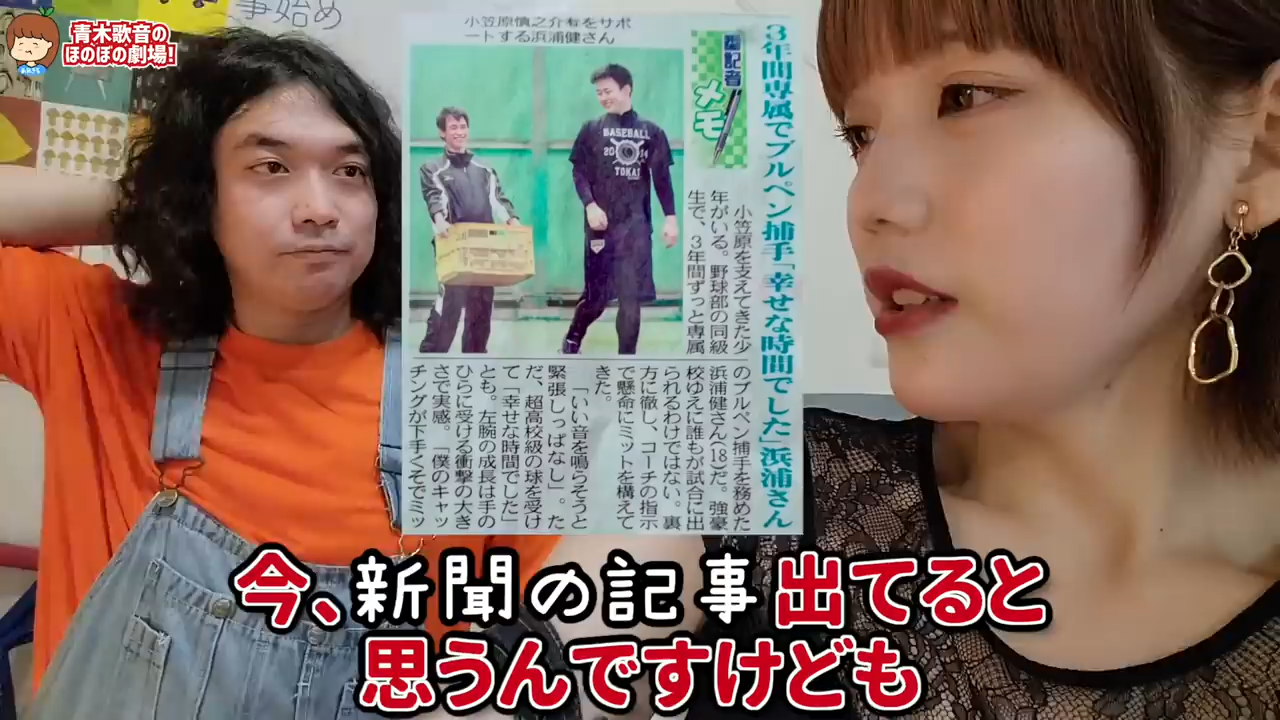 青木歌音の
ほのぼの劇場!
事始め
小笠原慎之介㊨をサポ
ートする浜浦健さん
記者
メモ
3年間専属でブルペン捕手「幸せな時間でした」浜浦さん
BASEBALL
TOKAI
小笠原を支えてきた少
年がいる。野球部の同級
生で、3年間ずっと専属
のブルペン捕手を務めた
浜浦健さん(18)だ。強豪
校ゆえに誰もが試合に出
られるわけではない。裏
方に徹し、コーチの指示
で懸命にミットを構えて
きた。
「いい音を鳴らそうと
緊張しっぱなし」。た
だ、超高校級の球を受け
て「幸せな時間でした」
とも。左腕の成長は手の
ひらに受ける衝撃の大き
さで実感。「僕のキャッ
チングが下手くそでミッ
今、新聞の記事出てると
思うんですけども